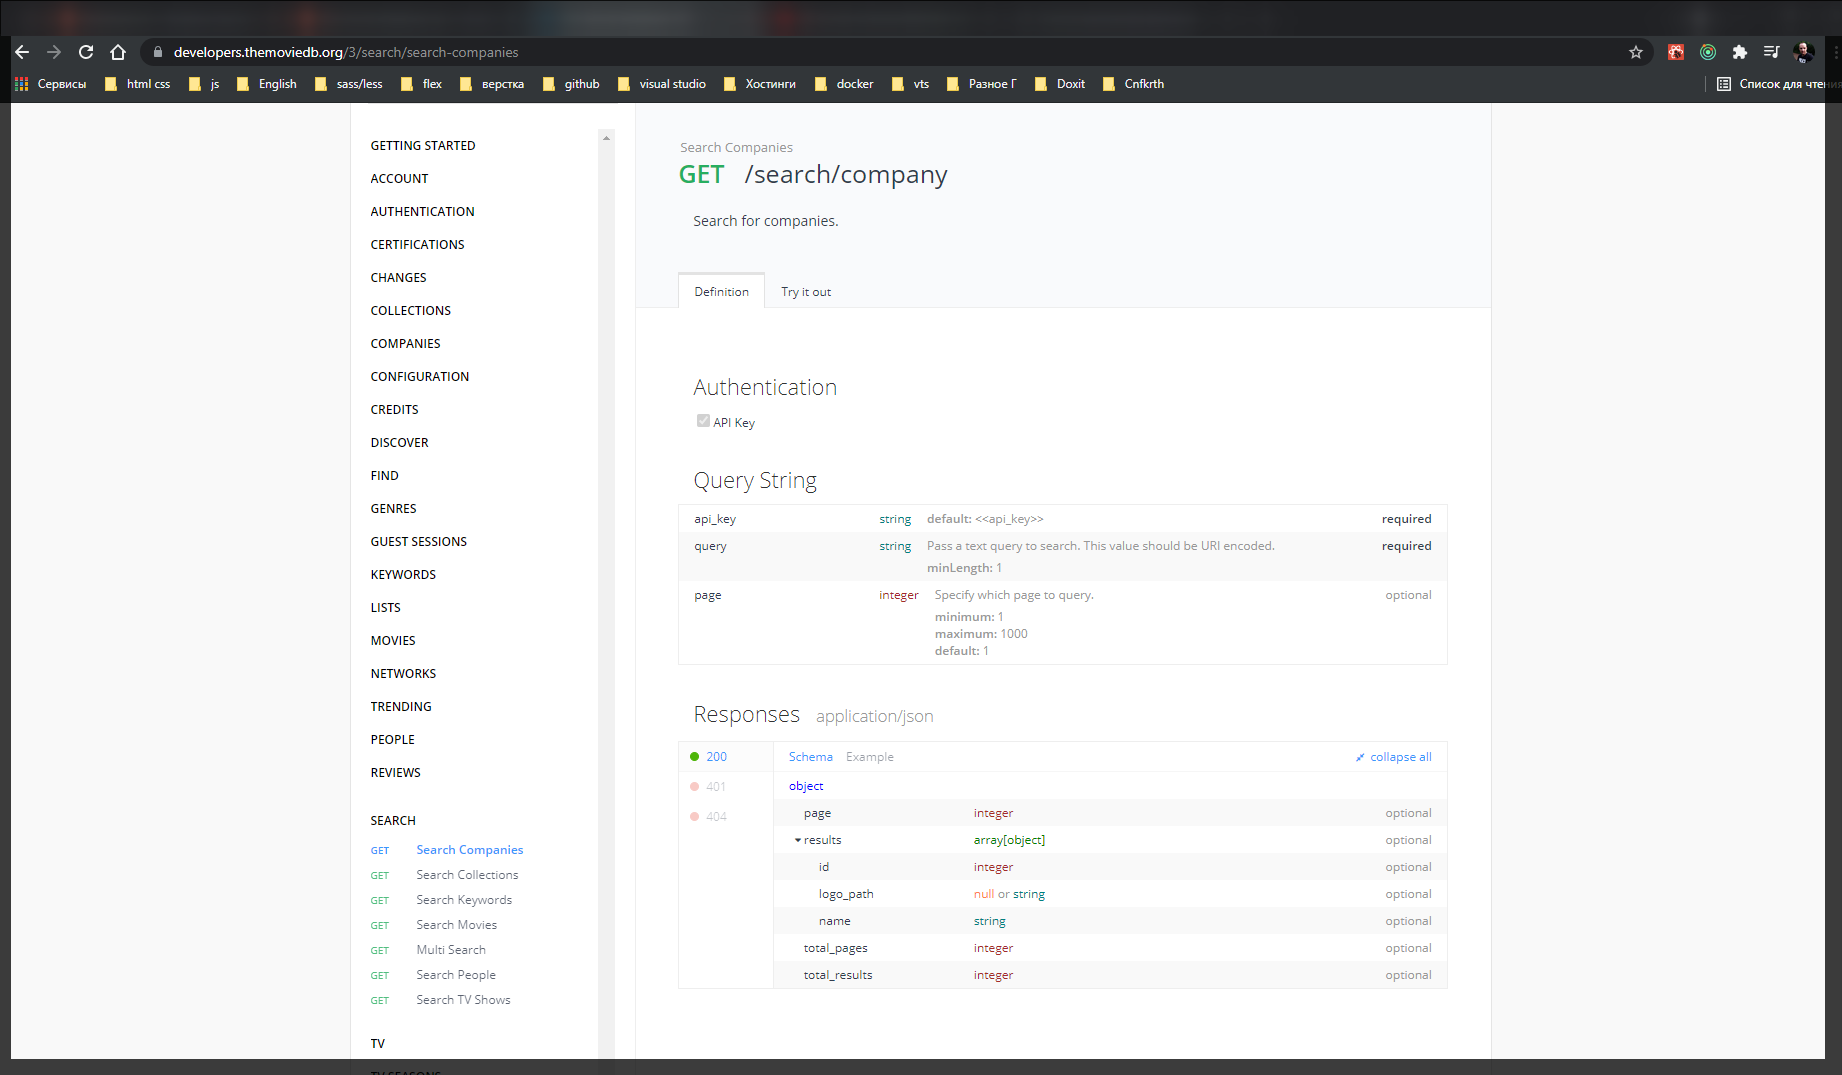 developers.themoviedb.org/3/search/search-companies
Сервисы html css js English sass/less flex верстка github visual studio Хостинги docker vts Разное Г Doxit Cnfkrth Список для чтения
GETTING STARTED
ACCOUNT
AUTHENTICATION
CERTIFICATIONS
CHANGES
COLLECTIONS
COMPANIES
CONFIGURATION
CREDITS
DISCOVER
FIND
GENRES
GUEST SESSIONS
KEYWORDS
LISTS
MOVIES
NETWORKS
TRENDING
PEOPLE
REVIEWS
SEARCH
GET Search Companies
GET Search Collections
GET Search Keywords
GET Search Movies
GET Multi Search
GET Search People
GET Search TV Shows
TV
TV SEASONS
Search Companies
GET /search/company
Search for companies.
Definition Try it out
Authentication
API Key
Query String
api_key string default: <<api_key>> required
query string Pass a text query to search. This value should be URI encoded. required
minLength: 1
page integer Specify which page to query. optional
minimum: 1
maximum: 1000
default: 1
Responses application/json
200
401
404
Schema Example collapse all
object
page integer optional
results array[object] optional
id integer optional
logo_path null or string optional
name string optional
total_pages integer optional
total_results integer optional